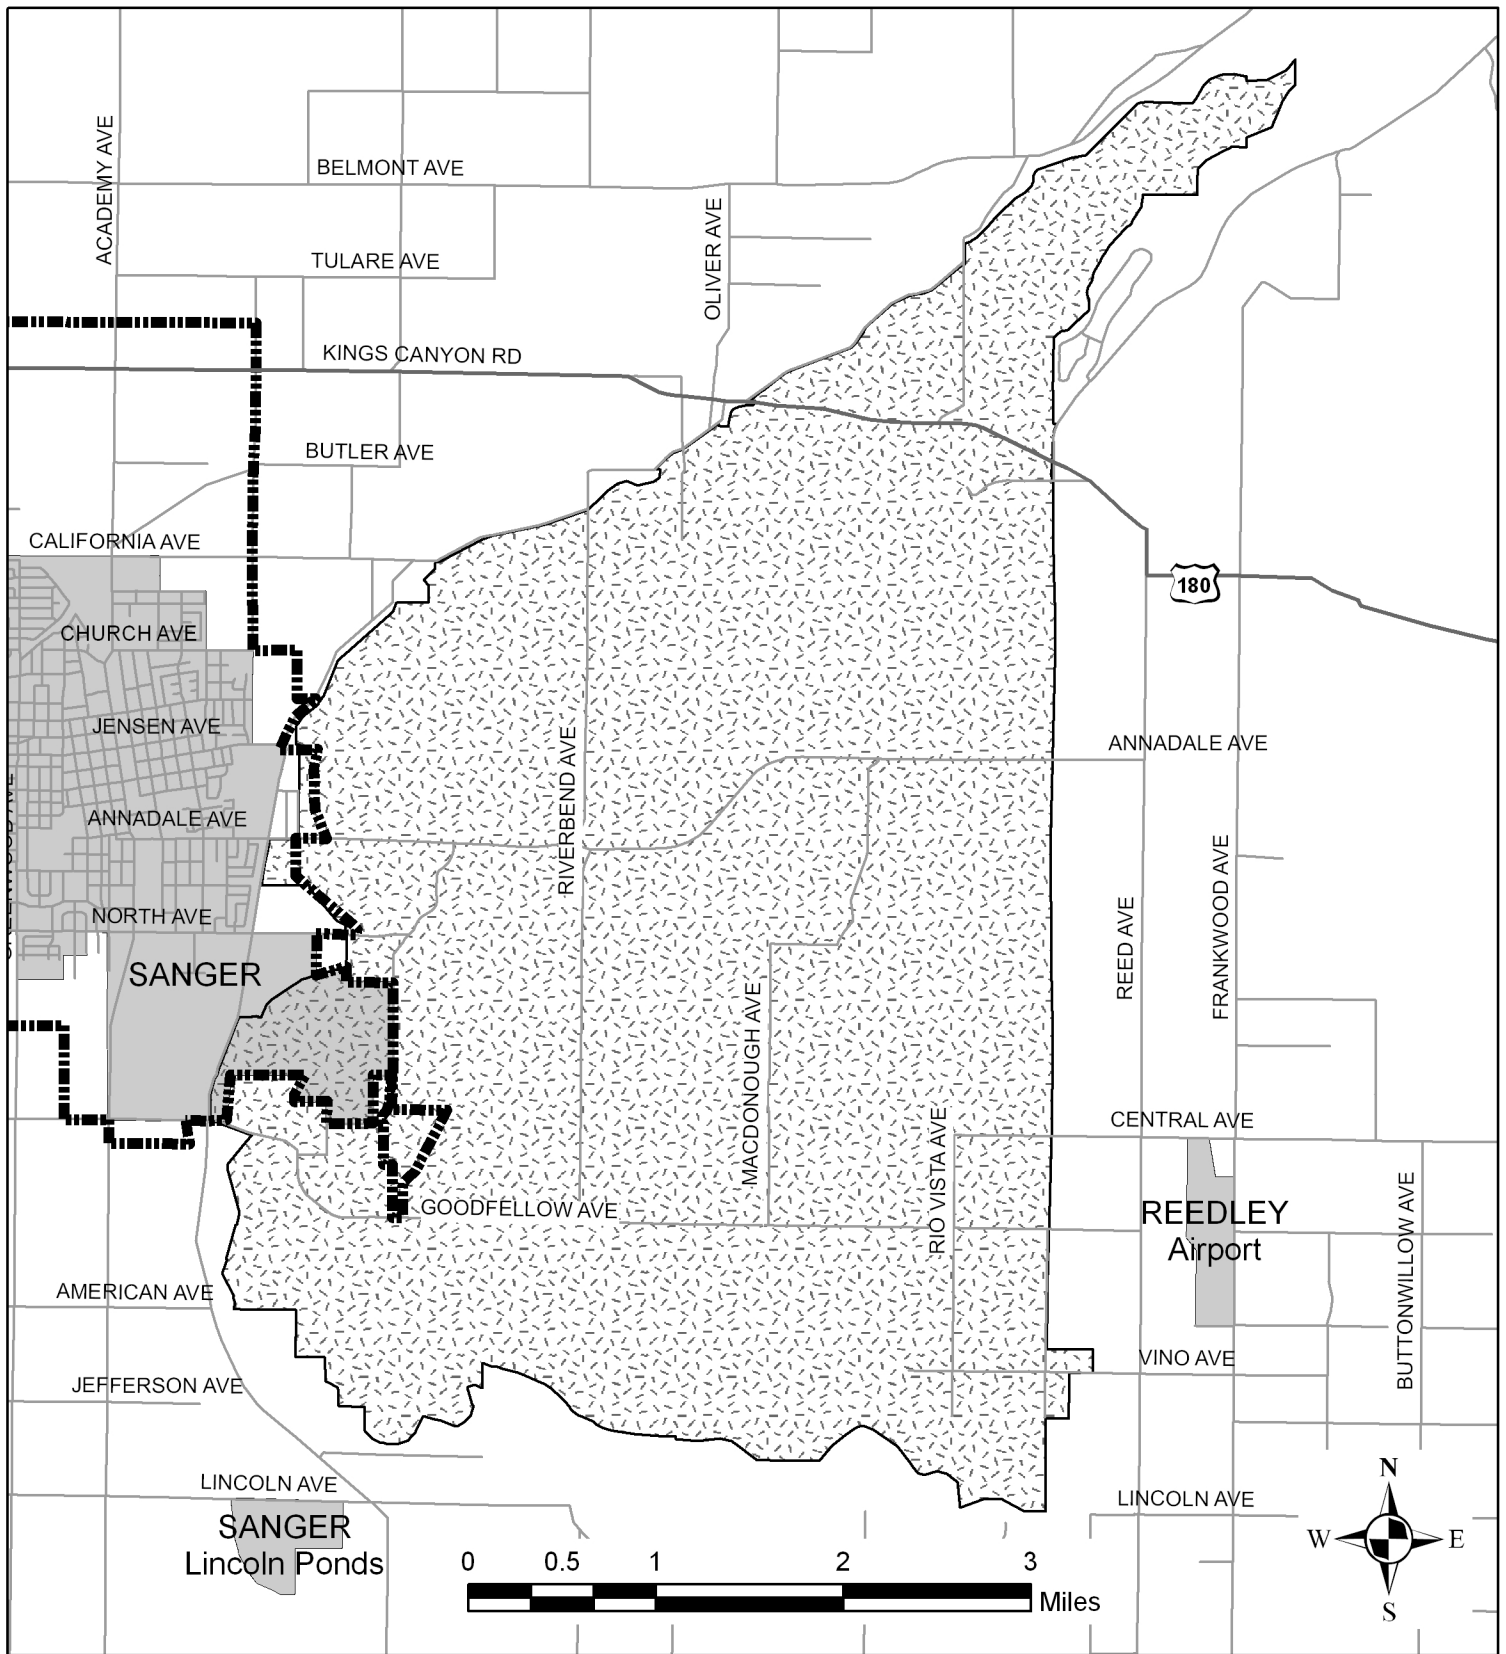 ACADEMY AVE
BELMONT AVE
OLIVER AVE
TULARE AVE
KINGS CANYON RD
BUTLER AVE
CALIFORNIA AVE
180
CHURCH AVE
JENSEN AVE
ANNADALE AVE
RIVERBEND AVE
ANNADALE AVE
FRANKWOOD AVE
REED AVE
NORTH AVE
SANGER
MACDONOUGH AVE
CENTRAL AVE
RIO VISTA AVE
BUTTONWILLOW AVE
GOODFELLOW AVE
REEDLEY
Airport
AMERICAN AVE
VINO AVE
JEFFERSON AVE
LINCOLN AVE
LINCOLN AVE
SANGER
Lincoln Ponds
0 0.5 1 2 3
Miles
N
W E
S